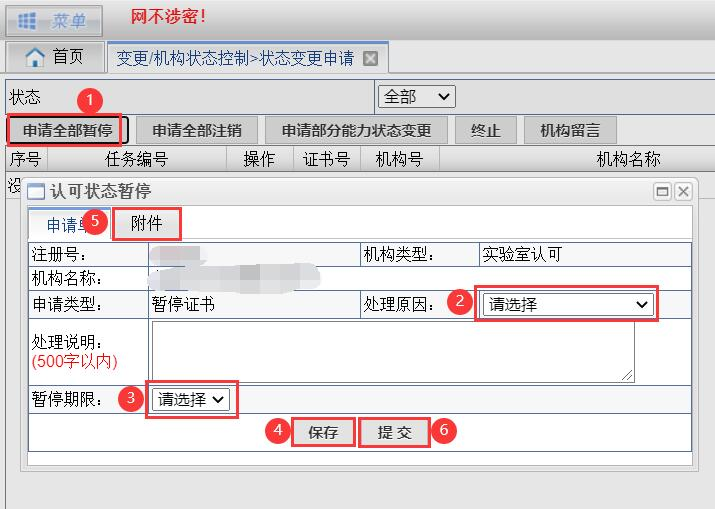 菜单 网不涉密！
首页 变更/机构状态控制>状态变更申请
状态 1 全部
申请全部暂停 申请全部注销 申请部分能力状态变更 终止 机构留言
序号 任务编号 操作 证书号 机构号 机构名称
认可状态暂停
申请单 5 附件
注册号： 机构类型： 实验室认可
机构名称：
申请类型： 暂停证书 处理原因： 2 请选择
处理说明：
(500字以内)
暂停期限： 3 请选择
4 保存 提交 6